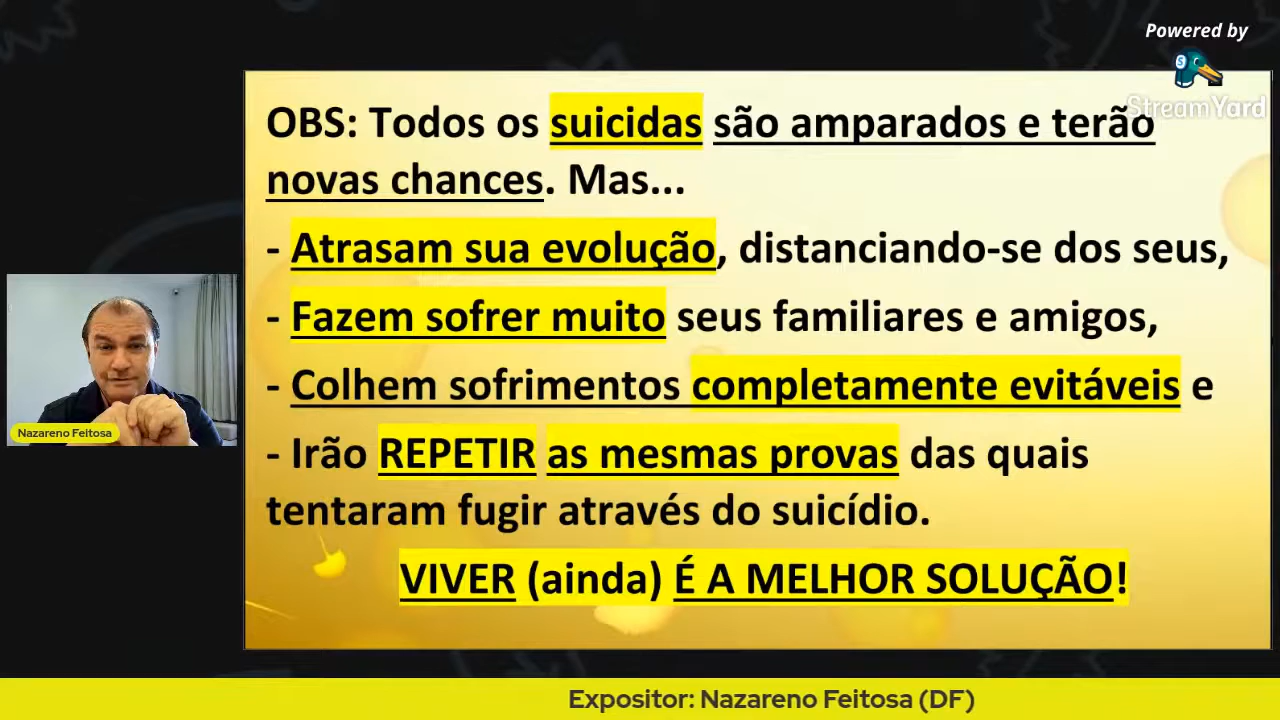 Powered by
StreamYard
OBS: Todos os suicidas são amparados e terão
novas chances. Mas...
- Atrasam sua evolução, distanciando-se dos seus,
- Fazem sofrer muito seus familiares e amigos,
- Colhem sofrimentos completamente evitáveis e
- Irão REPETIR as mesmas provas das quais
tentaram fugir através do suicídio.
VIVER (ainda) É A MELHOR SOLUÇÃO!
Nazareno Feitosa
Expositor: Nazareno Feitosa (DF)